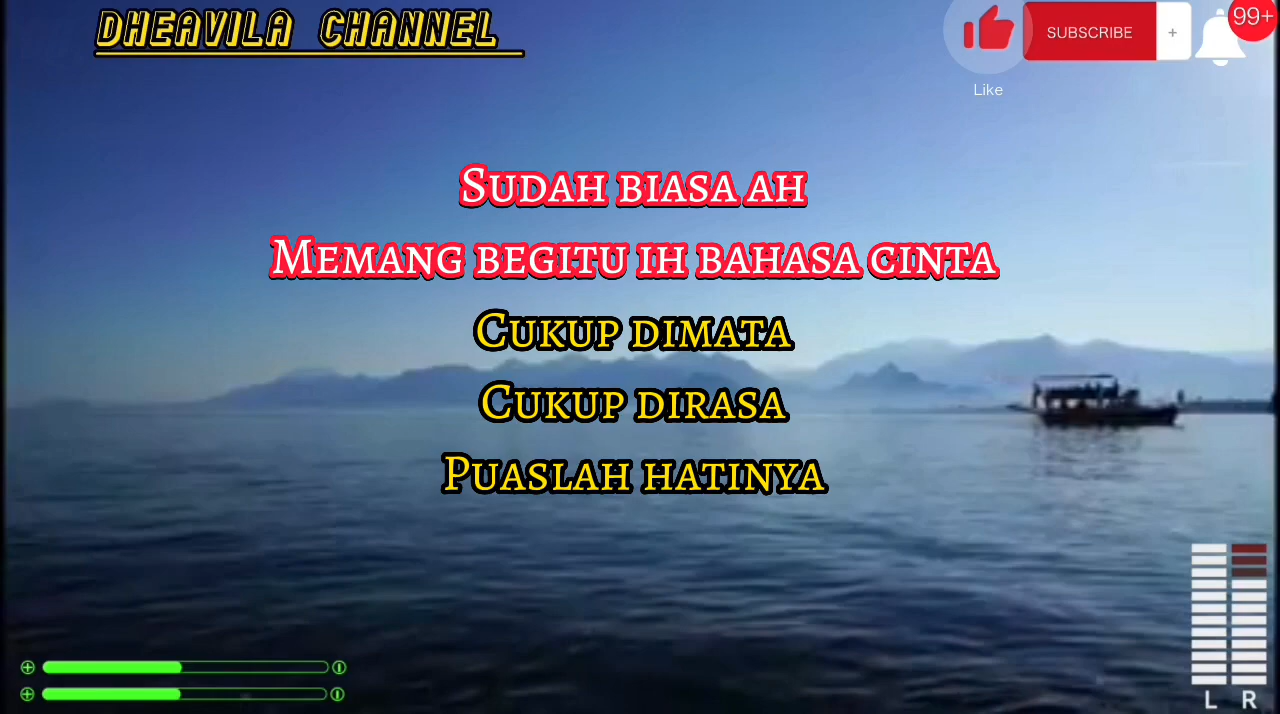 DHEAVILA CHANNEL
SUBSCRIBE
+
99+
Like
Sudah biasa ah
Memang begitu ih bahasa cinta
Cukup dimata
Cukup dirasa
Puaslah hatinya
L R